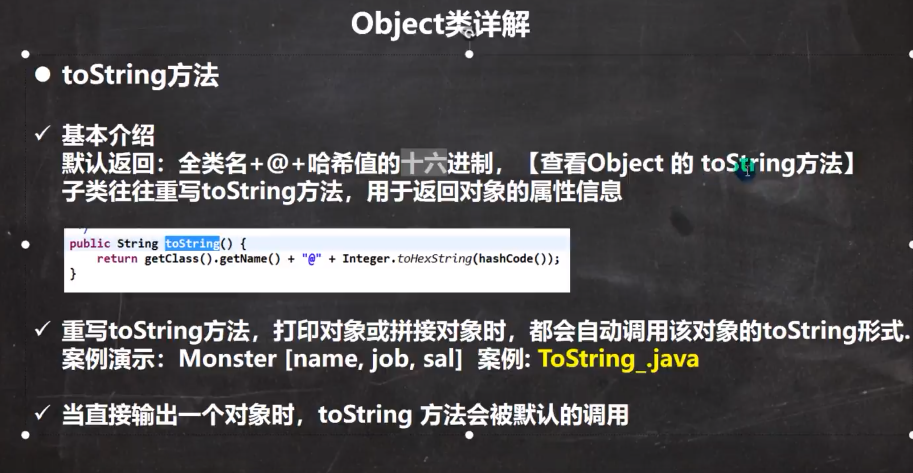 Object类详解
toString方法
基本介绍
默认返回：全类名+@+哈希值的十六进制，【查看Object 的 toString方法】
子类往往重写toString方法，用于返回对象的属性信息
public String toString() {
return getClass().getName() + "@" + Integer.toHexString(hashCode());
}
重写toString方法，打印对象或拼接对象时，都会自动调用该对象的toString形式.
案例演示：Monster [name, job, sal] 案例: ToString_.java
当直接输出一个对象时，toString 方法会被默认的调用